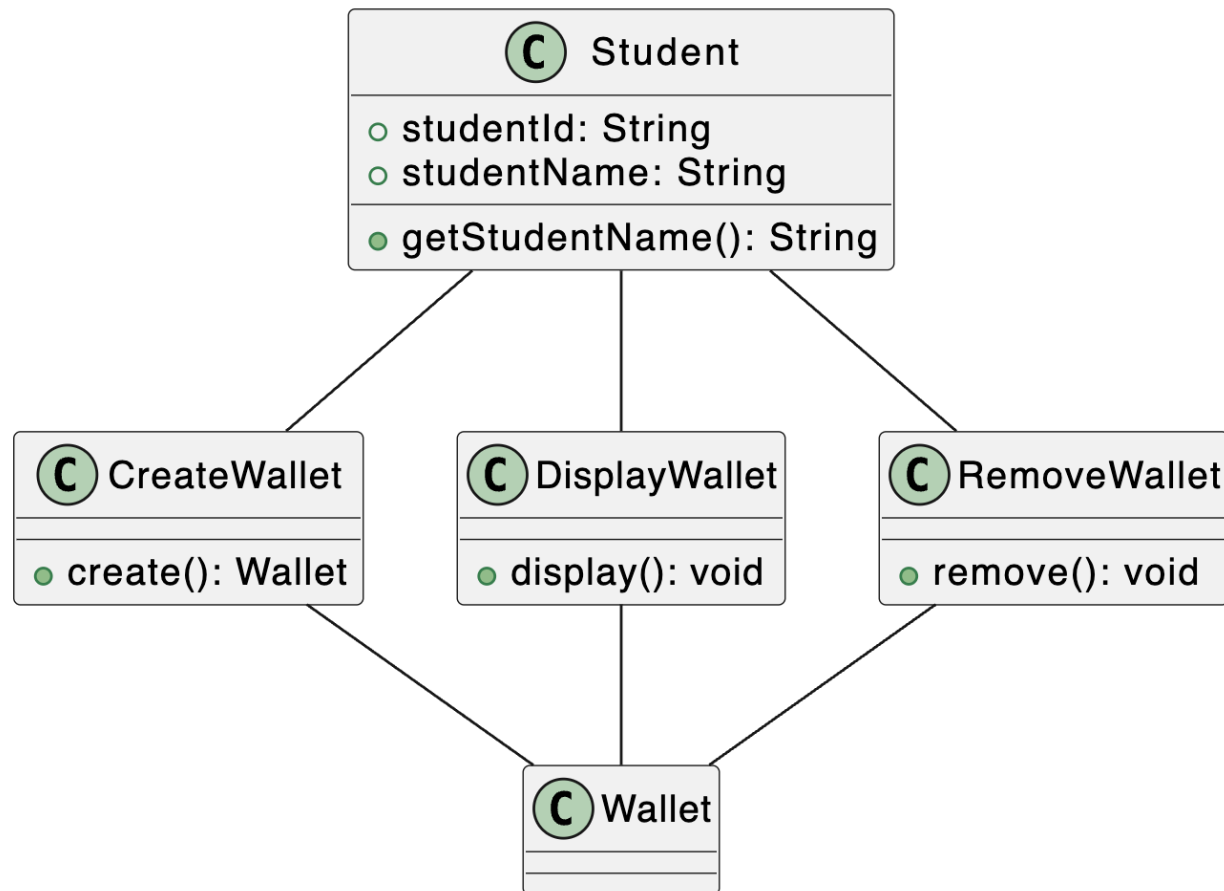 C Student
studentId: String
studentName: String
getStudentName(): String
C CreateWallet
create(): Wallet
C DisplayWallet
display(): void
C RemoveWallet
remove(): void
C Wallet